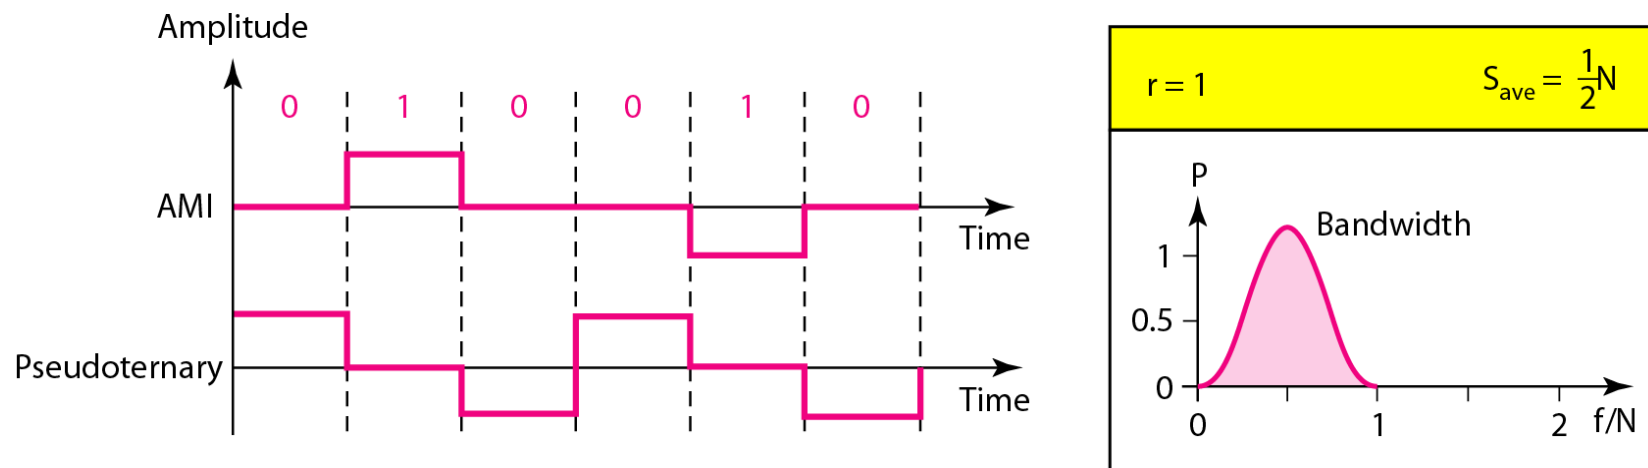 Amplitude
0 1 0 0 1 0
AMI
Time
Pseudoternary
Time
r = 1
S_ave = 1/2 N
P
Bandwidth
1
0.5
0
0 1 2 f/N